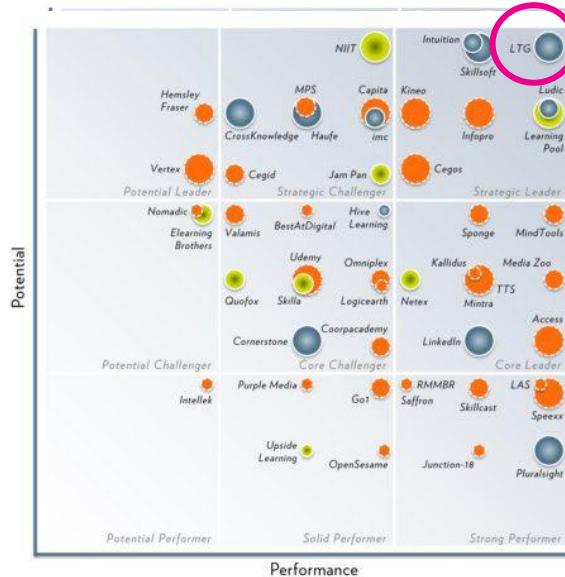 NIIT
Intuition
Skillsoft
LTG
Hemsley
Fraser
MPS
Capita
Kineo
Ludic
CrossKnowledge
Haufe
imc
Infopro
Learning
Pool
Vertex
Cegid
Jam Pan
Cegos
Potential Leader
Strategic Challenger
Strategic Leader
Nomadic
Elearning
Brothers
Valamis
BestAtDigital
Hive
Learning
Sponge
MindTools
Udemy
Omniplex
Kallidus
Media Zoo
Quofox
Skilla
Logicearth
Netex
Mintra
TTS
Cornerstone
Coorpacademy
LinkedIn
Access
Potential Challenger
Core Challenger
Core Leader
Intellek
Purple Media
Go1
RMMBR
Saffron
Skillcast
LAS
Speexx
Upside
Learning
OpenSesame
Junction-18
Pluralsight
Potential Performer
Solid Performer
Strong Performer
Potential
Performance